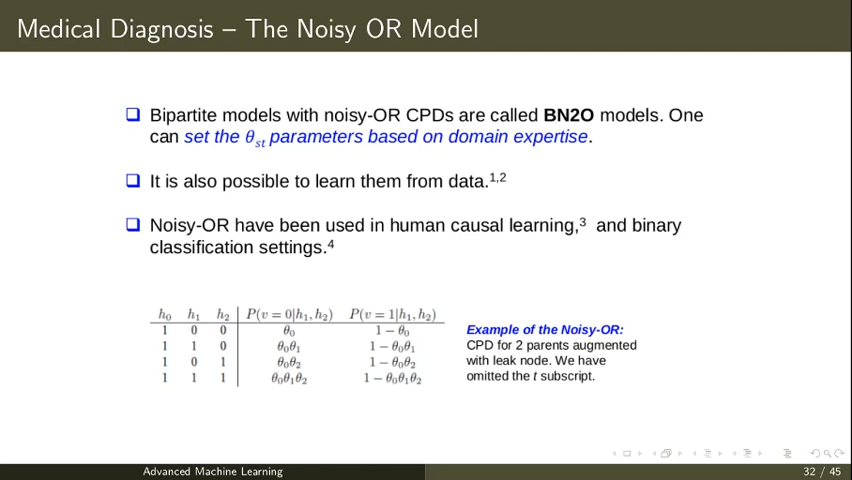 Medical Diagnosis – The Noisy OR Model
❑ Bipartite models with noisy-OR CPDs are called BN2O models. One
can set the θst parameters based on domain expertise.
❑ It is also possible to learn them from data.1,2
❑ Noisy-OR have been used in human causal learning,3 and binary
classification settings.4
h0 h1 h2 P(v = 0|h1, h2) P(v = 1|h1, h2)
1 0 0 θ0 1 − θ0
1 1 0 θ0θ1 1 − θ0θ1
1 0 1 θ0θ2 1 − θ0θ2
1 1 1 θ0θ1θ2 1 − θ0θ1θ2
Example of the Noisy-OR:
CPD for 2 parents augmented
with leak node. We have
omitted the t subscript.
Advanced Machine Learning
32 / 45